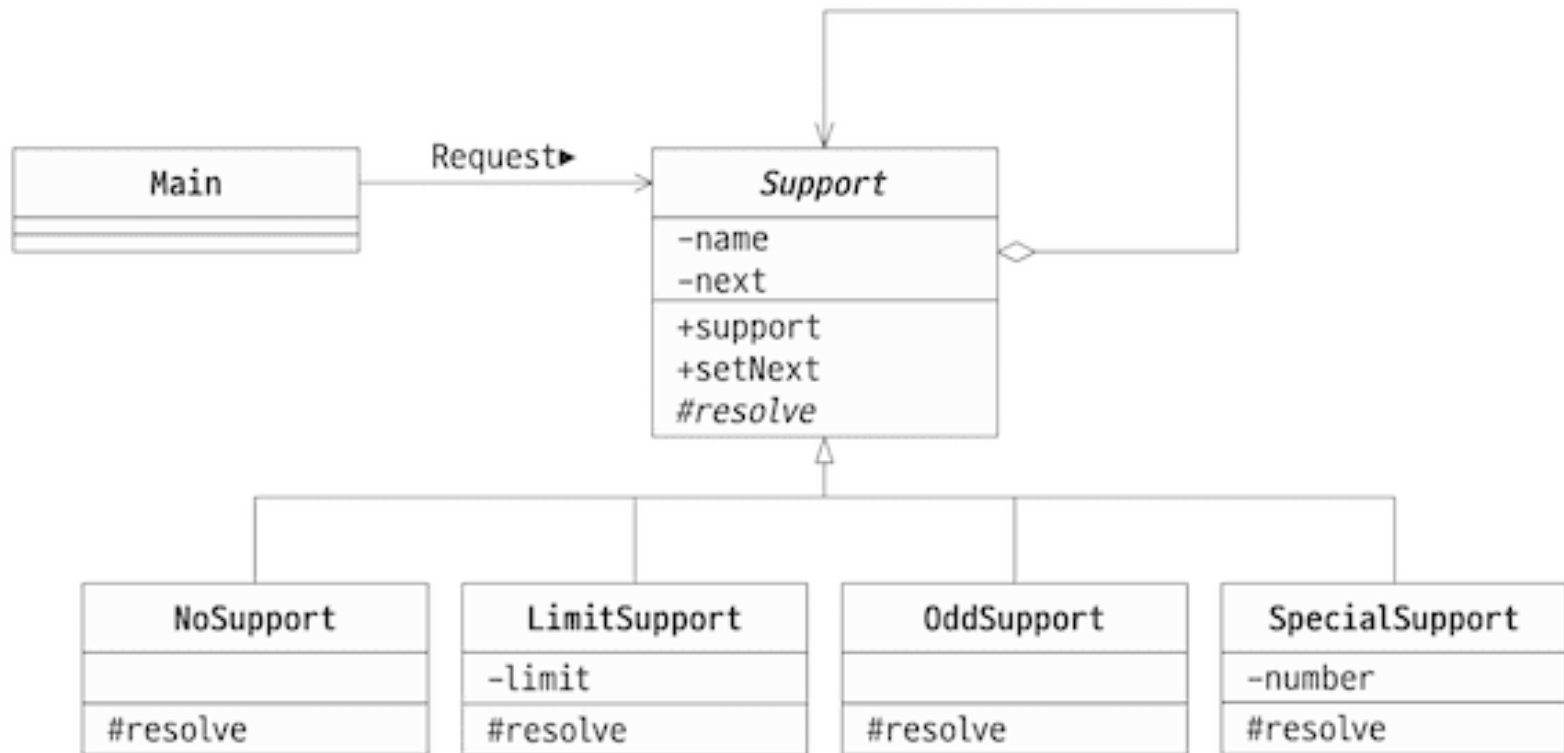 Request▶
Main
Support
-name
-next
+support
+setNext
#resolve
NoSupport
#resolve
LimitSupport
-limit
#resolve
OddSupport
#resolve
SpecialSupport
-number
#resolve